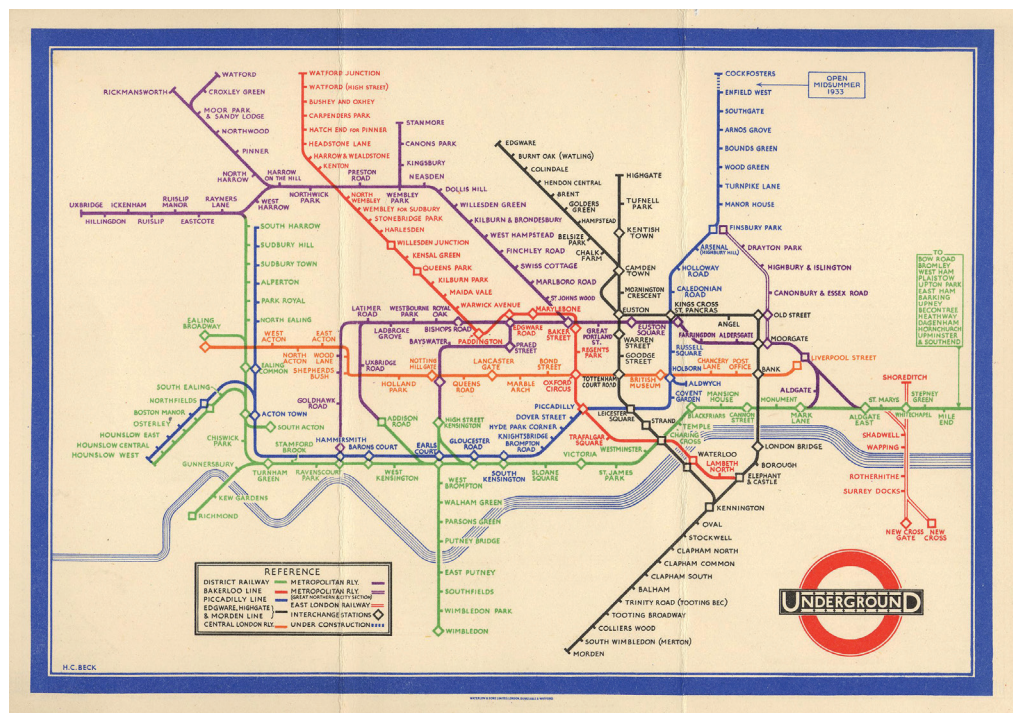 WATFORD
RICKMANSWORTH
CROXLEY GREEN
MOOR PARK
& SANDY LODGE
NORTHWOOD
PINNER
NORTH
HARROW
HARROW
ON THE HILL
NORTHWICK
PARK
PRESTON
ROAD
WEMBLEY
PARK
STANMORE
CANONS PARK
KINGSBURY
NEASDEN
DOLLIS HILL
WILLESDEN GREEN
KILBURN & BRONDESBURY
WEST HAMPSTEAD
FINCHLEY ROAD
SWISS COTTAGE
MARLBORO ROAD
ST JOHNS WOOD
UXBRIDGE
ICKENHAM
RUISLIP
MANOR
RAYNERS
LANE
WEST
HARROW
HILLINGDON
RUISLIP
EASTCOTE
WATFORD JUNCTION
WATFORD (HIGH STREET)
BUSHEY AND OXHEY
CARPENDERS PARK
HATCH END FOR PINNER
HEADSTONE LANE
HARROW & WEALDSTONE
KENTON
NORTH
WEMBLEY
WEMBLEY FOR SUDBURY
STONEBRIDGE PARK
HARLESDEN
WILLESDEN JUNCTION
KENSAL GREEN
QUEENS PARK
KILBURN PARK
MAIDA VALE
WARWICK AVENUE
MARYLEBONE
EDGWARE
BURNT OAK (WATLING)
COLINDALE
HENDON CENTRAL
BRENT
GOLDERS
GREEN
HAMPSTEAD
BELSIZE
PARK
CHALK
FARM
HIGHGATE
TUFNELL
PARK
KENTISH
TOWN
CAMDEN
TOWN
MORNINGTON
CRESCENT
EUSTON
COCKFOSTERS
OPEN
MIDSUMMER
1933
ENFIELD WEST
SOUTHGATE
ARNOS GROVE
BOUNDS GREEN
WOOD GREEN
TURNPIKE LANE
MANOR HOUSE
FINSBURY PARK
ARSENAL
(HIGHBURY HILL)
HOLLOWAY
ROAD
CALEDONIAN
ROAD
KINGS CROSS
ST. PANCRAS
DRAYTON PARK
HIGHBURY & ISLINGTON
CANONBURY & ESSEX ROAD
OLD STREET
MOORGATE
TO
BOW ROAD
BROMLEY
WEST HAM
PLAISTOW
UPTON PARK
EAST HAM
BARKING
UPNEY
BECONTREE
HEATHWAY
DAGENHAM
HORNCHURCH
UPMINSTER
& SOUTHEND
SOUTH HARROW
SUDBURY HILL
SUDBURY TOWN
ALPERTON
PARK ROYAL
NORTH EALING
EALING
BROADWAY
WEST
ACTON
EAST
ACTON
NORTH
ACTON
WOOD
LANE
SHEPHERDS
BUSH
LATIMER
ROAD
LADBROKE
GROVE
WESTBOURNE
PARK
ROYAL
OAK
BISHOPS ROAD
BAYSWATER
PADDINGTON
EDGWARE
ROAD
PRAED
STREET
BAKER
STREET
GREAT
PORTLAND
ST.
REGENTS
PARK
EUSTON
SQUARE
WARREN
STREET
GOODGE
STREET
FARRINGDON
ALDERSGATE
ANGEL
RUSSELL
SQUARE
UXBRIDGE
ROAD
HOLLAND
PARK
NOTTING
HILL GATE
QUEENS
ROAD
LANCASTER
GATE
MARBLE
ARCH
BOND
STREET
OXFORD
CIRCUS
TOTTENHAM
COURT ROAD
BRITISH
MUSEUM
HOLBORN
CHANCERY
LANE
POST
OFFICE
BANK
LIVERPOOL STREET
ALDWYCH
COVENT
GARDEN
LEICESTER
SQUARE
STRAND
PICCADILLY
DOVER STREET
HYDE PARK CORNER
KNIGHTSBRIDGE
BROMPTON
ROAD
TRAFALGAR
SQUARE
CHARING
CROSS
TEMPLE
BLACKFRIARS
MANSION
HOUSE
CANNON
STREET
MONUMENT
MARK
LANE
ALDGATE
ALDGATE
EAST
ST. MARYS
WHITECHAPEL
SHOREDITCH
STEPNEY
GREEN
MILE
END
SHADWELL
WAPPING
ROTHERHITHE
SURREY DOCKS
NEW CROSS
GATE
NEW
CROSS
EALING
COMMON
SOUTH EALING
NORTHFIELDS
BOSTON MANOR
OSTERLEY
HOUNSLOW EAST
HOUNSLOW CENTRAL
HOUNSLOW WEST
ACTON TOWN
SOUTH ACTON
CHISWICK
PARK
GUNNERSBURY
KEW GARDENS
RICHMOND
TURNHAM
GREEN
STAMFORD
BROOK
RAVENSCOURT
PARK
GOLDHAWK
ROAD
HAMMERSMITH
BARONS COURT
WEST
KENSINGTON
ADDISON
ROAD
HIGH STREET
KENSINGTON
EARLS
COURT
GLOUCESTER
ROAD
SOUTH
KENSINGTON
SLOANE
SQUARE
VICTORIA
ST. JAMES
PARK
WESTMINSTER
WATERLOO
LAMBETH
NORTH
ELEPHANT
& CASTLE
BOROUGH
LONDON BRIDGE
KENNINGTON
OVAL
STOCKWELL
CLAPHAM NORTH
CLAPHAM COMMON
CLAPHAM SOUTH
BALHAM
TRINITY ROAD (TOOTING BEC)
TOOTING BROADWAY
COLLIERS WOOD
SOUTH WIMBLEDON (MERTON)
MORDEN
WEST
BROMPTON
WALHAM GREEN
PARSONS GREEN
PUTNEY BRIDGE
EAST PUTNEY
SOUTHFIELDS
WIMBLEDON PARK
WIMBLEDON
REFERENCE
DISTRICT RAILWAY
BAKERLOO LINE
PICCADILLY LINE
EDGWARE, HIGHGATE
& MORDEN LINE
CENTRAL LONDON RLY.
METROPOLITAN RLY.
METROPOLITAN RLY.
(GREAT NORTHERN & CITY SECTION)
EAST LONDON RAILWAY
INTERCHANGE STATIONS
UNDER CONSTRUCTION
UNDERGROUND
H.C. BECK